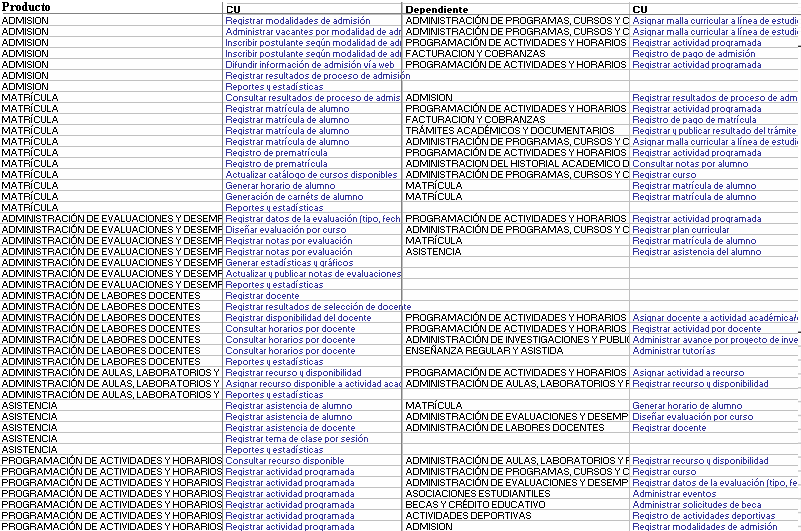 Producto CU Dependiente CU
ADMISION Registrar modalidades de admisión ADMINISTRACIÓN DE PROGRAMAS, CURSOS Y C Asignar malla curricular a línea de estudi
ADMISION Administrar vacantes por modalidad de adr ADMINISTRACIÓN DE PROGRAMAS, CURSOS Y C Asignar malla curricular a línea de estudi
ADMISION Inscribir postulante según modalidad de ad PROGRAMACIÓN DE ACTIVIDADES Y HORARIOS Registrar actividad programada
ADMISION Inscribir postulante según modalidad de ad FACTURACION Y COBRANZAS Registro de pago de admisión
ADMISION Difundir información de admisión vía web PROGRAMACIÓN DE ACTIVIDADES Y HORARIOS Registrar actividad programada
ADMISION Registrar resultados de proceso de admisión
ADMISION Reportes y estadísticas
MATRÍCULA Consultar resultados de proceso de admis ADMISION Registrar resultados de proceso de adm
MATRÍCULA Registrar matrícula de alumno PROGRAMACIÓN DE ACTIVIDADES Y HORARIOS Registrar actividad programada
MATRÍCULA Registrar matrícula de alumno FACTURACION Y COBRANZAS Registro de pago de matrícula
MATRÍCULA Registrar matrícula de alumno TRÁMITES ACADÉMICOS Y DOCUMENTARIOS Registrar y publicar resultado del trámite
MATRÍCULA Registrar matrícula de alumno ADMINISTRACIÓN DE PROGRAMAS, CURSOS Y C Asignar malla curricular a línea de estudi
MATRÍCULA Registro de prematrícula PROGRAMACIÓN DE ACTIVIDADES Y HORARIOS Registrar actividad programada
MATRÍCULA Registro de prematrícula ADMINISTRACION DEL HISTORIAL ACADEMICO D Consultar notas por alumno
MATRÍCULA Actualizar catálogo de cursos disponibles ADMINISTRACIÓN DE PROGRAMAS, CURSOS Y C Registrar curso
MATRÍCULA Generar horario de alumno MATRÍCULA Registrar matrícula de alumno
MATRÍCULA Generación de carnéts de alumno MATRÍCULA Registrar matrícula de alumno
MATRÍCULA Reportes y estadísticas
ADMINISTRACIÓN DE EVALUACIONES Y DESEMP Registrar datos de la evaluación (tipo, fech PROGRAMACIÓN DE ACTIVIDADES Y HORARIOS Registrar actividad programada
ADMINISTRACIÓN DE EVALUACIONES Y DESEMP Diseñar evaluación por curso ADMINISTRACIÓN DE PROGRAMAS, CURSOS Y C Registrar plan curricular
ADMINISTRACIÓN DE EVALUACIONES Y DESEMP Registrar notas por evaluación MATRÍCULA Registrar matrícula de alumno
ADMINISTRACIÓN DE EVALUACIONES Y DESEMP Registrar notas por evaluación ASISTENCIA Registrar asistencia del alumno
ADMINISTRACIÓN DE EVALUACIONES Y DESEMP Generar estadísticas y gráficos
ADMINISTRACIÓN DE EVALUACIONES Y DESEMP Actualizar y publicar notas de evaluaciones
ADMINISTRACIÓN DE EVALUACIONES Y DESEMP Reportes y estadísticas
ADMINISTRACIÓN DE LABORES DOCENTES Registrar docente
ADMINISTRACIÓN DE LABORES DOCENTES Registrar resultados de selección de docentes
ADMINISTRACIÓN DE LABORES DOCENTES Registrar disponibilidad del docente PROGRAMACIÓN DE ACTIVIDADES Y HORARIOS Asignar docente a actividad académica/
ADMINISTRACIÓN DE LABORES DOCENTES Consultar horarios por docente PROGRAMACIÓN DE ACTIVIDADES Y HORARIOS Registrar actividad por docente
ADMINISTRACIÓN DE LABORES DOCENTES Consultar horarios por docente ADMINISTRACIÓN DE INVESTIGACIONES Y PUBLI Administrar avance por proyecto de inve
ADMINISTRACIÓN DE LABORES DOCENTES Consultar horarios por docente ENSEÑANZA REGULAR Y ASISTIDA Administrar tutorías
ADMINISTRACIÓN DE LABORES DOCENTES Reportes y estadísticas
ADMINISTRACIÓN DE AULAS, LABORATORIOS Y Registrar recurso y disponibilidad PROGRAMACIÓN DE ACTIVIDADES Y HORARIOS Asignar actividad a recurso
ADMINISTRACIÓN DE AULAS, LABORATORIOS Y Asignar recurso disponible a actividad acad ADMINISTRACIÓN DE AULAS, LABORATORIOS Y F Registrar recurso y disponibilidad
ADMINISTRACIÓN DE AULAS, LABORATORIOS Y Reportes y estadísticas
ASISTENCIA Registrar asistencia de alumno MATRÍCULA Generar horario de alumno
ASISTENCIA Registrar asistencia de alumno ADMINISTRACIÓN DE EVALUACIONES Y DESEMP Diseñar evaluación por curso
ASISTENCIA Registrar asistencia de docente ADMINISTRACIÓN DE LABORES DOCENTES Registrar docente
ASISTENCIA Registrar tema de clase por sesión
ASISTENCIA Reportes y estadísticas
PROGRAMACIÓN DE ACTIVIDADES Y HORARIOS Consultar recurso disponible ADMINISTRACIÓN DE AULAS, LABORATORIOS Y F Registrar recurso y disponibilidad
PROGRAMACIÓN DE ACTIVIDADES Y HORARIOS Registrar actividad programada ADMINISTRACIÓN DE PROGRAMAS, CURSOS Y C Registrar curso
PROGRAMACIÓN DE ACTIVIDADES Y HORARIOS Registrar actividad programada ADMINISTRACIÓN DE EVALUACIONES Y DESEMP Registrar datos de la evaluación (tipo, fe
PROGRAMACIÓN DE ACTIVIDADES Y HORARIOS Registrar actividad programada ASOCIACIONES ESTUDIANTILES Administrar eventos
PROGRAMACIÓN DE ACTIVIDADES Y HORARIOS Registrar actividad programada BECAS Y CRÉDITO EDUCATIVO Administrar solicitudes de beca
PROGRAMACIÓN DE ACTIVIDADES Y HORARIOS Registrar actividad programada ACTIVIDADES DEPORTIVAS Registro de actividades deportivas
PROGRAMACIÓN DE ACTIVIDADES Y HORARIOS Registrar actividad programada ADMISION Registrar modalidades de admisión